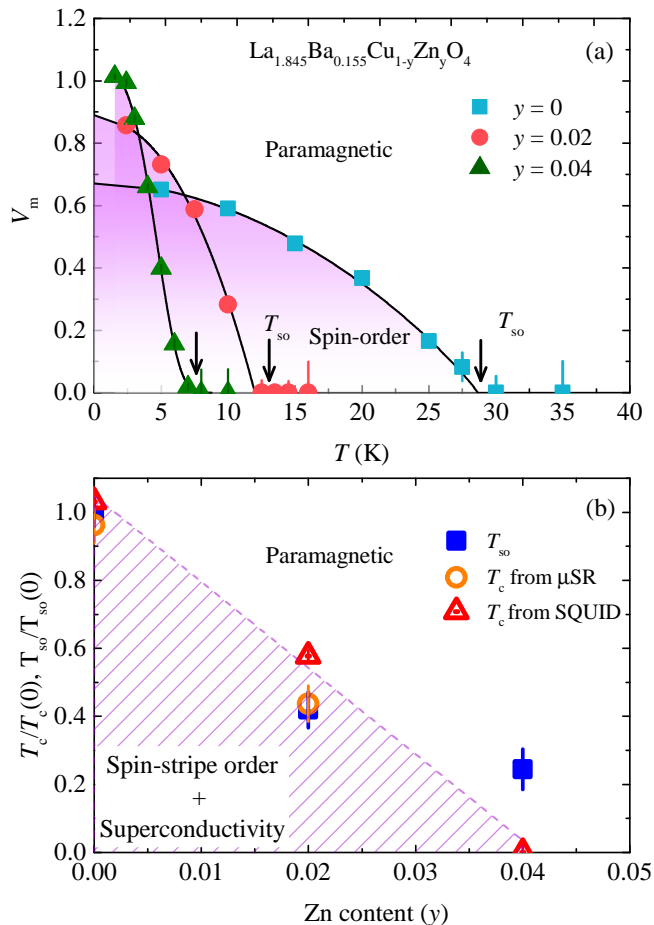 La1.845Ba0.155Cu1-yZnyO4
(a)
y = 0
y = 0.02
y = 0.04
Paramagnetic
Tso
Spin-order
Tso
Vm
1.2
1.0
0.8
0.6
0.4
0.2
0.0
0 5 10 15 20 25 30 35 40
T (K)
(b)
Paramagnetic
Tso
Tc from μSR
Tc from SQUID
Tc/Tc(0), Tso/Tso(0)
1.0
0.8
0.6
0.4
0.2
0.0
Spin-stripe order
+
Superconductivity
0.00 0.01 0.02 0.03 0.04 0.05
Zn content (y)